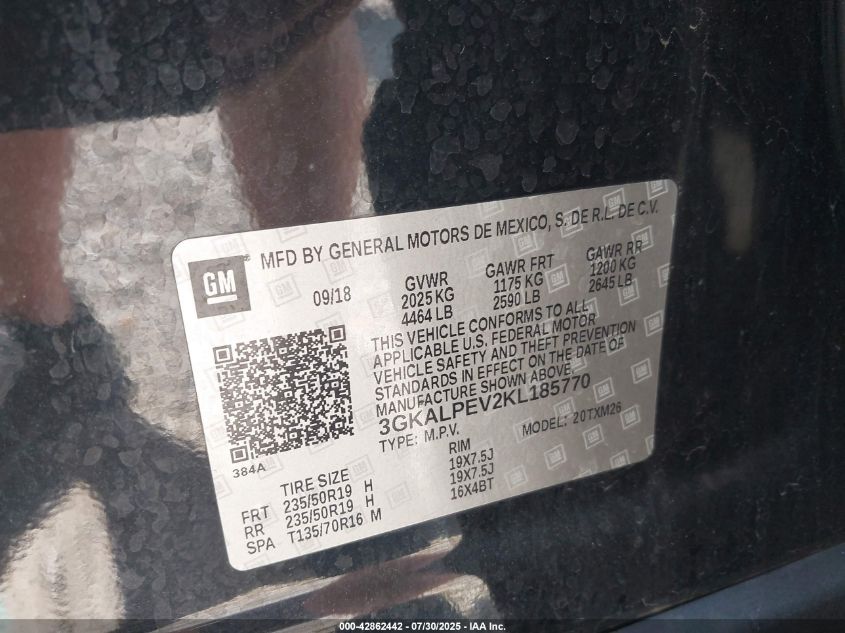 GM
MFD BY GENERAL MOTORS DE MEXICO, S. DE R.L. DE C.V.
09/18 GVWR GAWR FRT GAWR RR
2025 KG 1175 KG 1200 KG
4464 LB 2590 LB 2645 LB
THIS VEHICLE CONFORMS TO ALL
APPLICABLE U.S. FEDERAL MOTOR
VEHICLE SAFETY AND THEFT PREVENTION
STANDARDS IN EFFECT ON THE DATE OF
MANUFACTURE SHOWN ABOVE.
3GKALPEV2KL185770
TYPE: M.P.V. MODEL: 20TXM26
384A
TIRE SIZE RIM
FRT 235/50R19 H 19X7.5J
RR 235/50R19 H 19X7.5J
SPA T135/70R16 M 16X4BT
000-42862442 - 07/30/2025 - IAA Inc.